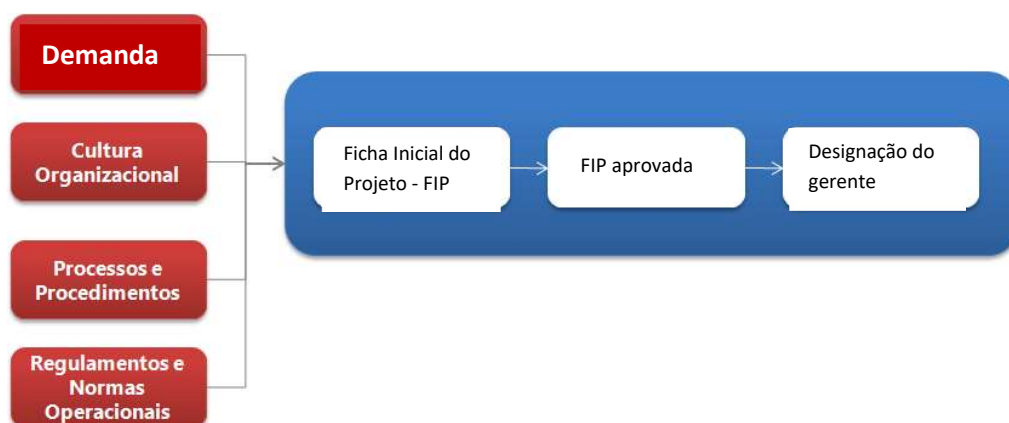 Demanda
Cultura
Organizacional
Processos e
Procedimentos
Regulamentos e
Normas
Operacionais
Ficha Inicial do
Projeto - FIP
FIP aprovada
Designação do
gerente